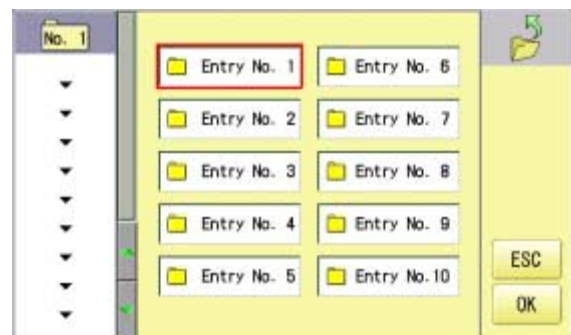 No. 1
Entry No. 1
Entry No. 6
Entry No. 2
Entry No. 7
Entry No. 3
Entry No. 8
Entry No. 4
Entry No. 9
Entry No. 5
Entry No.10
ESC
OK